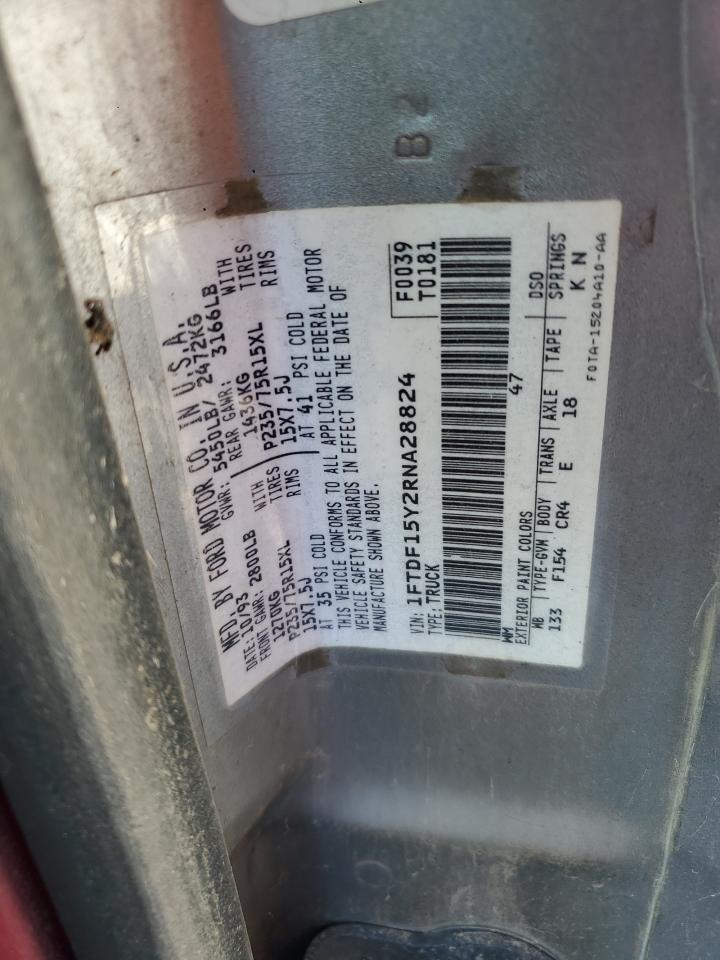 B2
MFD. BY FORD MOTOR CO. IN U.S.A.
DATE: 10/93 GVWR: 5450LB/ 2472KG
FRONT GAWR: 2800LB REAR GAWR: 3166LB
1270KG WITH 1436KG WITH
P235/75R15XL TIRES P235/75R15XL TIRES
15X7.5J RIMS 15X7.5J RIMS
AT 35 PSI COLD AT 41 PSI COLD
THIS VEHICLE CONFORMS TO ALL APPLICABLE FEDERAL MOTOR
VEHICLE SAFETY STANDARDS IN EFFECT ON THE DATE OF
MANUFACTURE SHOWN ABOVE.
VIN: 1FTDF15Y2RNA28824 F0039
TYPE: TRUCK T0181
WM 47
EXTERIOR PAINT COLORS DSO
WB TYPE-GVM BODY TRANS AXLE TAPE SPRINGS
133 F154 CR4 E 18 K N
F0TA-15204A10-AA